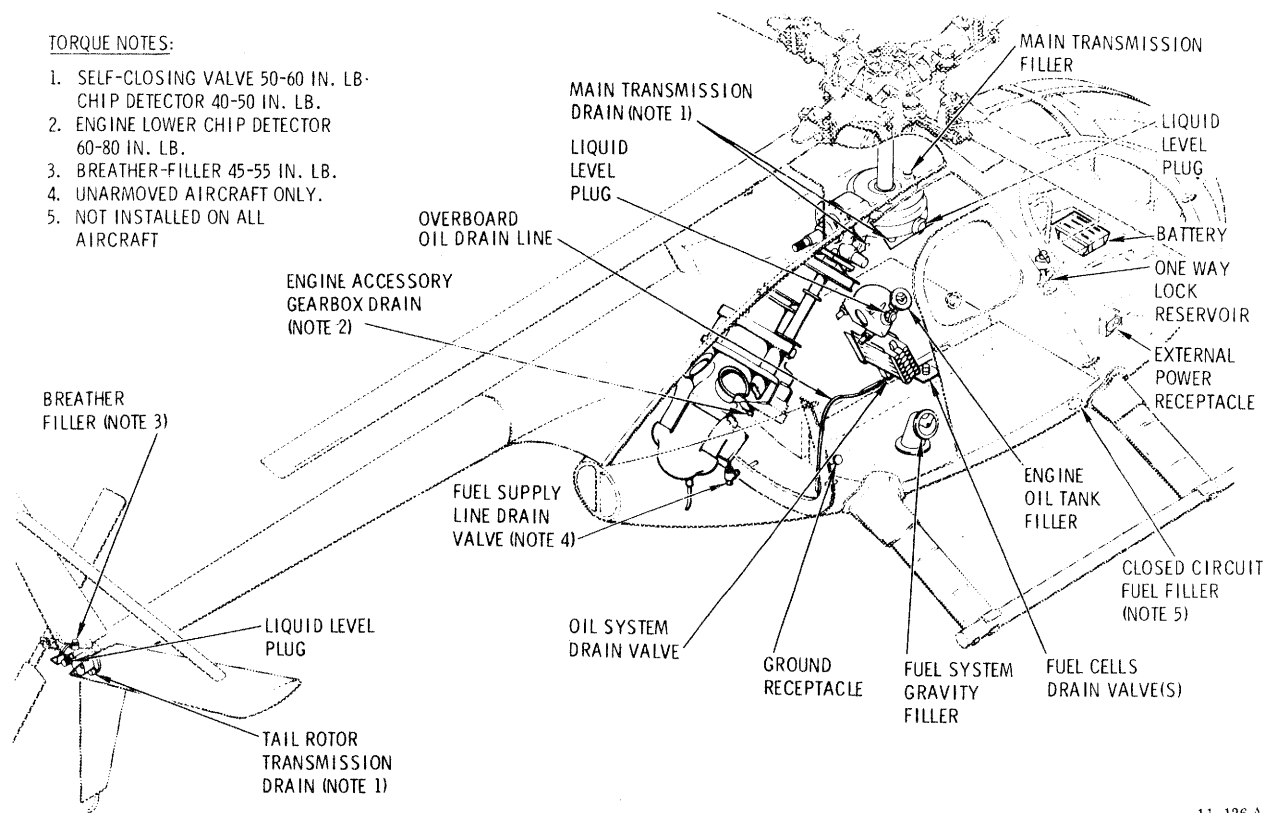 TORQUE NOTES:
1. SELF-CLOSING VALVE 50-60 IN. LB.
CHIP DETECTOR 40-50 IN. LB.
2. ENGINE LOWER CHIP DETECTOR
60-80 IN. LB.
3. BREATHER-FILLER 45-55 IN. LB.
4. UNARMOVED AIRCRAFT ONLY.
5. NOT INSTALLED ON ALL
AIRCRAFT
MAIN TRANSMISSION
FILLER
MAIN TRANSMISSION
DRAIN (NOTE 1)
LIQUID
LEVEL
PLUG
LIQUID
LEVEL
PLUG
OVERBOARD
OIL DRAIN LINE
BATTERY
ENGINE ACCESSORY
GEARBOX DRAIN
(NOTE 2)
ONE WAY
LOCK
RESERVOIR
EXTERNAL
POWER
RECEPTACLE
BREATHER
FILLER (NOTE 3)
FUEL SUPPLY
LINE DRAIN
VALVE (NOTE 4)
ENGINE
OIL TANK
FILLER
CLOSED CIRCUIT
FUEL FILLER
(NOTE 5)
LIQUID LEVEL
PLUG
OIL SYSTEM
DRAIN VALVE
GROUND
RECEPTACLE
FUEL SYSTEM
GRAVITY
FILLER
FUEL CELLS
DRAIN VALVE(S)
TAIL ROTOR
TRANSMISSION
DRAIN (NOTE 1)